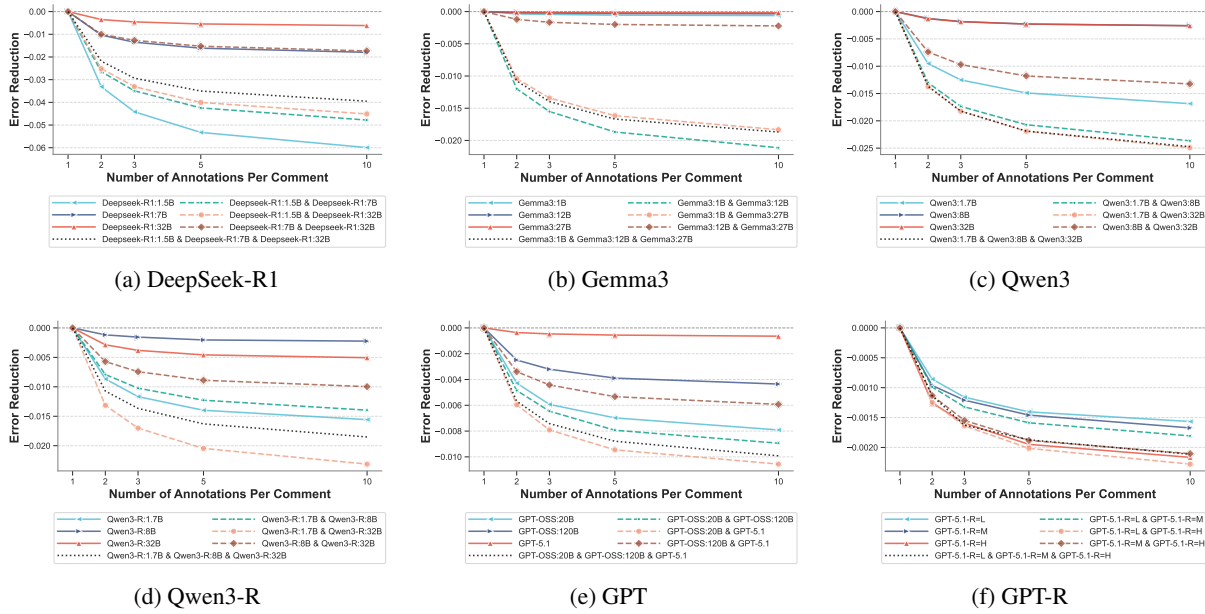 Error Reduction
0.00
−0.01
−0.02
−0.03
−0.04
−0.05
−0.06
1 2 3 5 10
Number of Annotations Per Comment
Deepseek-R1:1.5B
Deepseek-R1:7B
Deepseek-R1:32B
Deepseek-R1:1.5B & Deepseek-R1:7B
Deepseek-R1:1.5B & Deepseek-R1:32B
Deepseek-R1:7B & Deepseek-R1:32B
Deepseek-R1:1.5B & Deepseek-R1:7B & Deepseek-R1:32B
(a) DeepSeek-R1
Error Reduction
0.000
−0.005
−0.010
−0.015
−0.020
1 2 3 5 10
Number of Annotations Per Comment
Gemma3:1B
Gemma3:12B
Gemma3:27B
Gemma3:1B & Gemma3:12B
Gemma3:1B & Gemma3:27B
Gemma3:12B & Gemma3:27B
Gemma3:1B & Gemma3:12B & Gemma3:27B
(b) Gemma3
Error Reduction
0.000
−0.005
−0.010
−0.015
−0.020
−0.025
1 2 3 5 10
Number of Annotations Per Comment
Qwen3:1.7B
Qwen3:8B
Qwen3:32B
Qwen3:1.7B & Qwen3:8B
Qwen3:1.7B & Qwen3:32B
Qwen3:8B & Qwen3:32B
Qwen3:1.7B & Qwen3:8B & Qwen3:32B
(c) Qwen3
Error Reduction
0.000
−0.005
−0.010
−0.015
−0.020
1 2 3 5 10
Number of Annotations Per Comment
Qwen3-R:1.7B
Qwen3-R:8B
Qwen3-R:32B
Qwen3-R:1.7B & Qwen3-R:8B
Qwen3-R:1.7B & Qwen3-R:32B
Qwen3-R:8B & Qwen3-R:32B
Qwen3-R:1.7B & Qwen3-R:8B & Qwen3-R:32B
(d) Qwen3-R
Error Reduction
0.000
−0.002
−0.004
−0.006
−0.008
−0.010
1 2 3 5 10
Number of Annotations Per Comment
GPT-OSS:20B
GPT-OSS:120B
GPT-5.1
GPT-OSS:20B & GPT-OSS:120B
GPT-OSS:20B & GPT-5.1
GPT-OSS:120B & GPT-5.1
GPT-OSS:20B & GPT-OSS:120B & GPT-5.1
(e) GPT
Error Reduction
0.0000
−0.0005
−0.0010
−0.0015
−0.0020
1 2 3 5 10
Number of Annotations Per Comment
GPT-5.1-R=L
GPT-5.1-R=M
GPT-5.1-R=H
GPT-5.1-R=L & GPT-5.1-R=M
GPT-5.1-R=L & GPT-5.1-R=H
GPT-5.1-R=M & GPT-5.1-R=H
GPT-5.1-R=L & GPT-5.1-R=M & GPT-5.1-R=H
(f) GPT-R